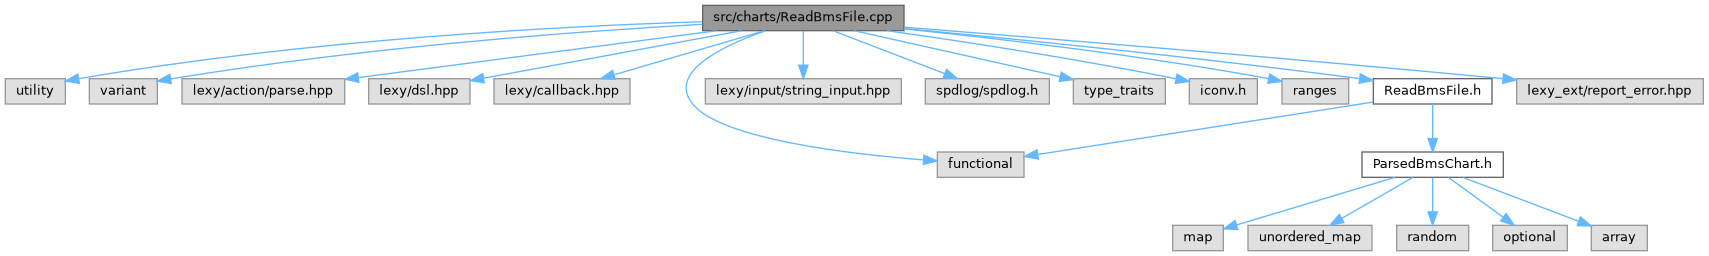 src/charts/ReadBmsFile.cpp
utility
variant
lexy/action/parse.hpp
lexy/dsl.hpp
lexy/callback.hpp
lexy/input/string_input.hpp
spdlog/spdlog.h
type_traits
iconv.h
ranges
ReadBmsFile.h
lexy_ext/report_error.hpp
functional
ParsedBmsChart.h
map
unordered_map
random
optional
array